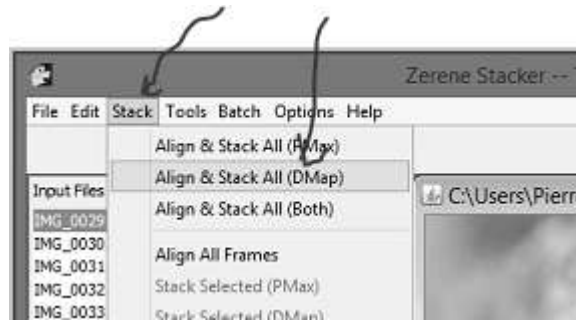 Zerene Stacker --
File Edit Stack Tools Batch Options Help
Align & Stack All (PMax)
Align & Stack All (DMap)
Align & Stack All (Both)
Align All Frames
Stack Selected (PMax)
Stack Selected (DMap)
Input Files
IMG_0029
IMG_0030
IMG_0031
IMG_0032
IMG_0033
C:\Users\Pierr